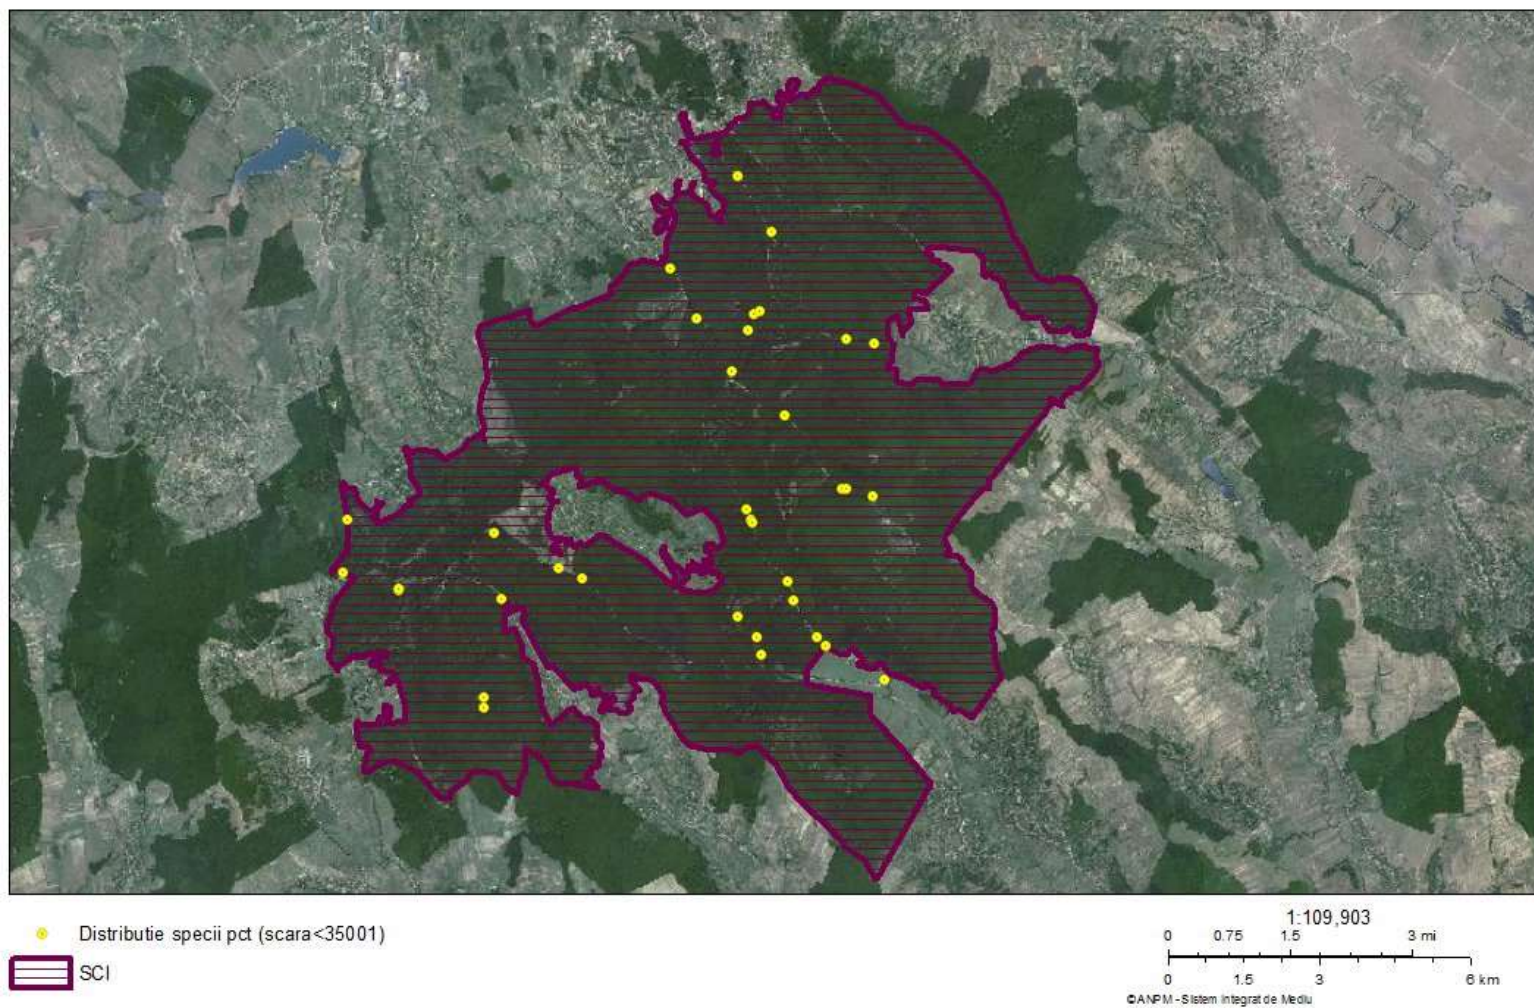 Distributie specii pct (scara<35001)
SCI
1:109,903
0 0.75 1.5 3 mi
0 1.5 3 6 km
©ANPM - Sistem Integrat de Mediu